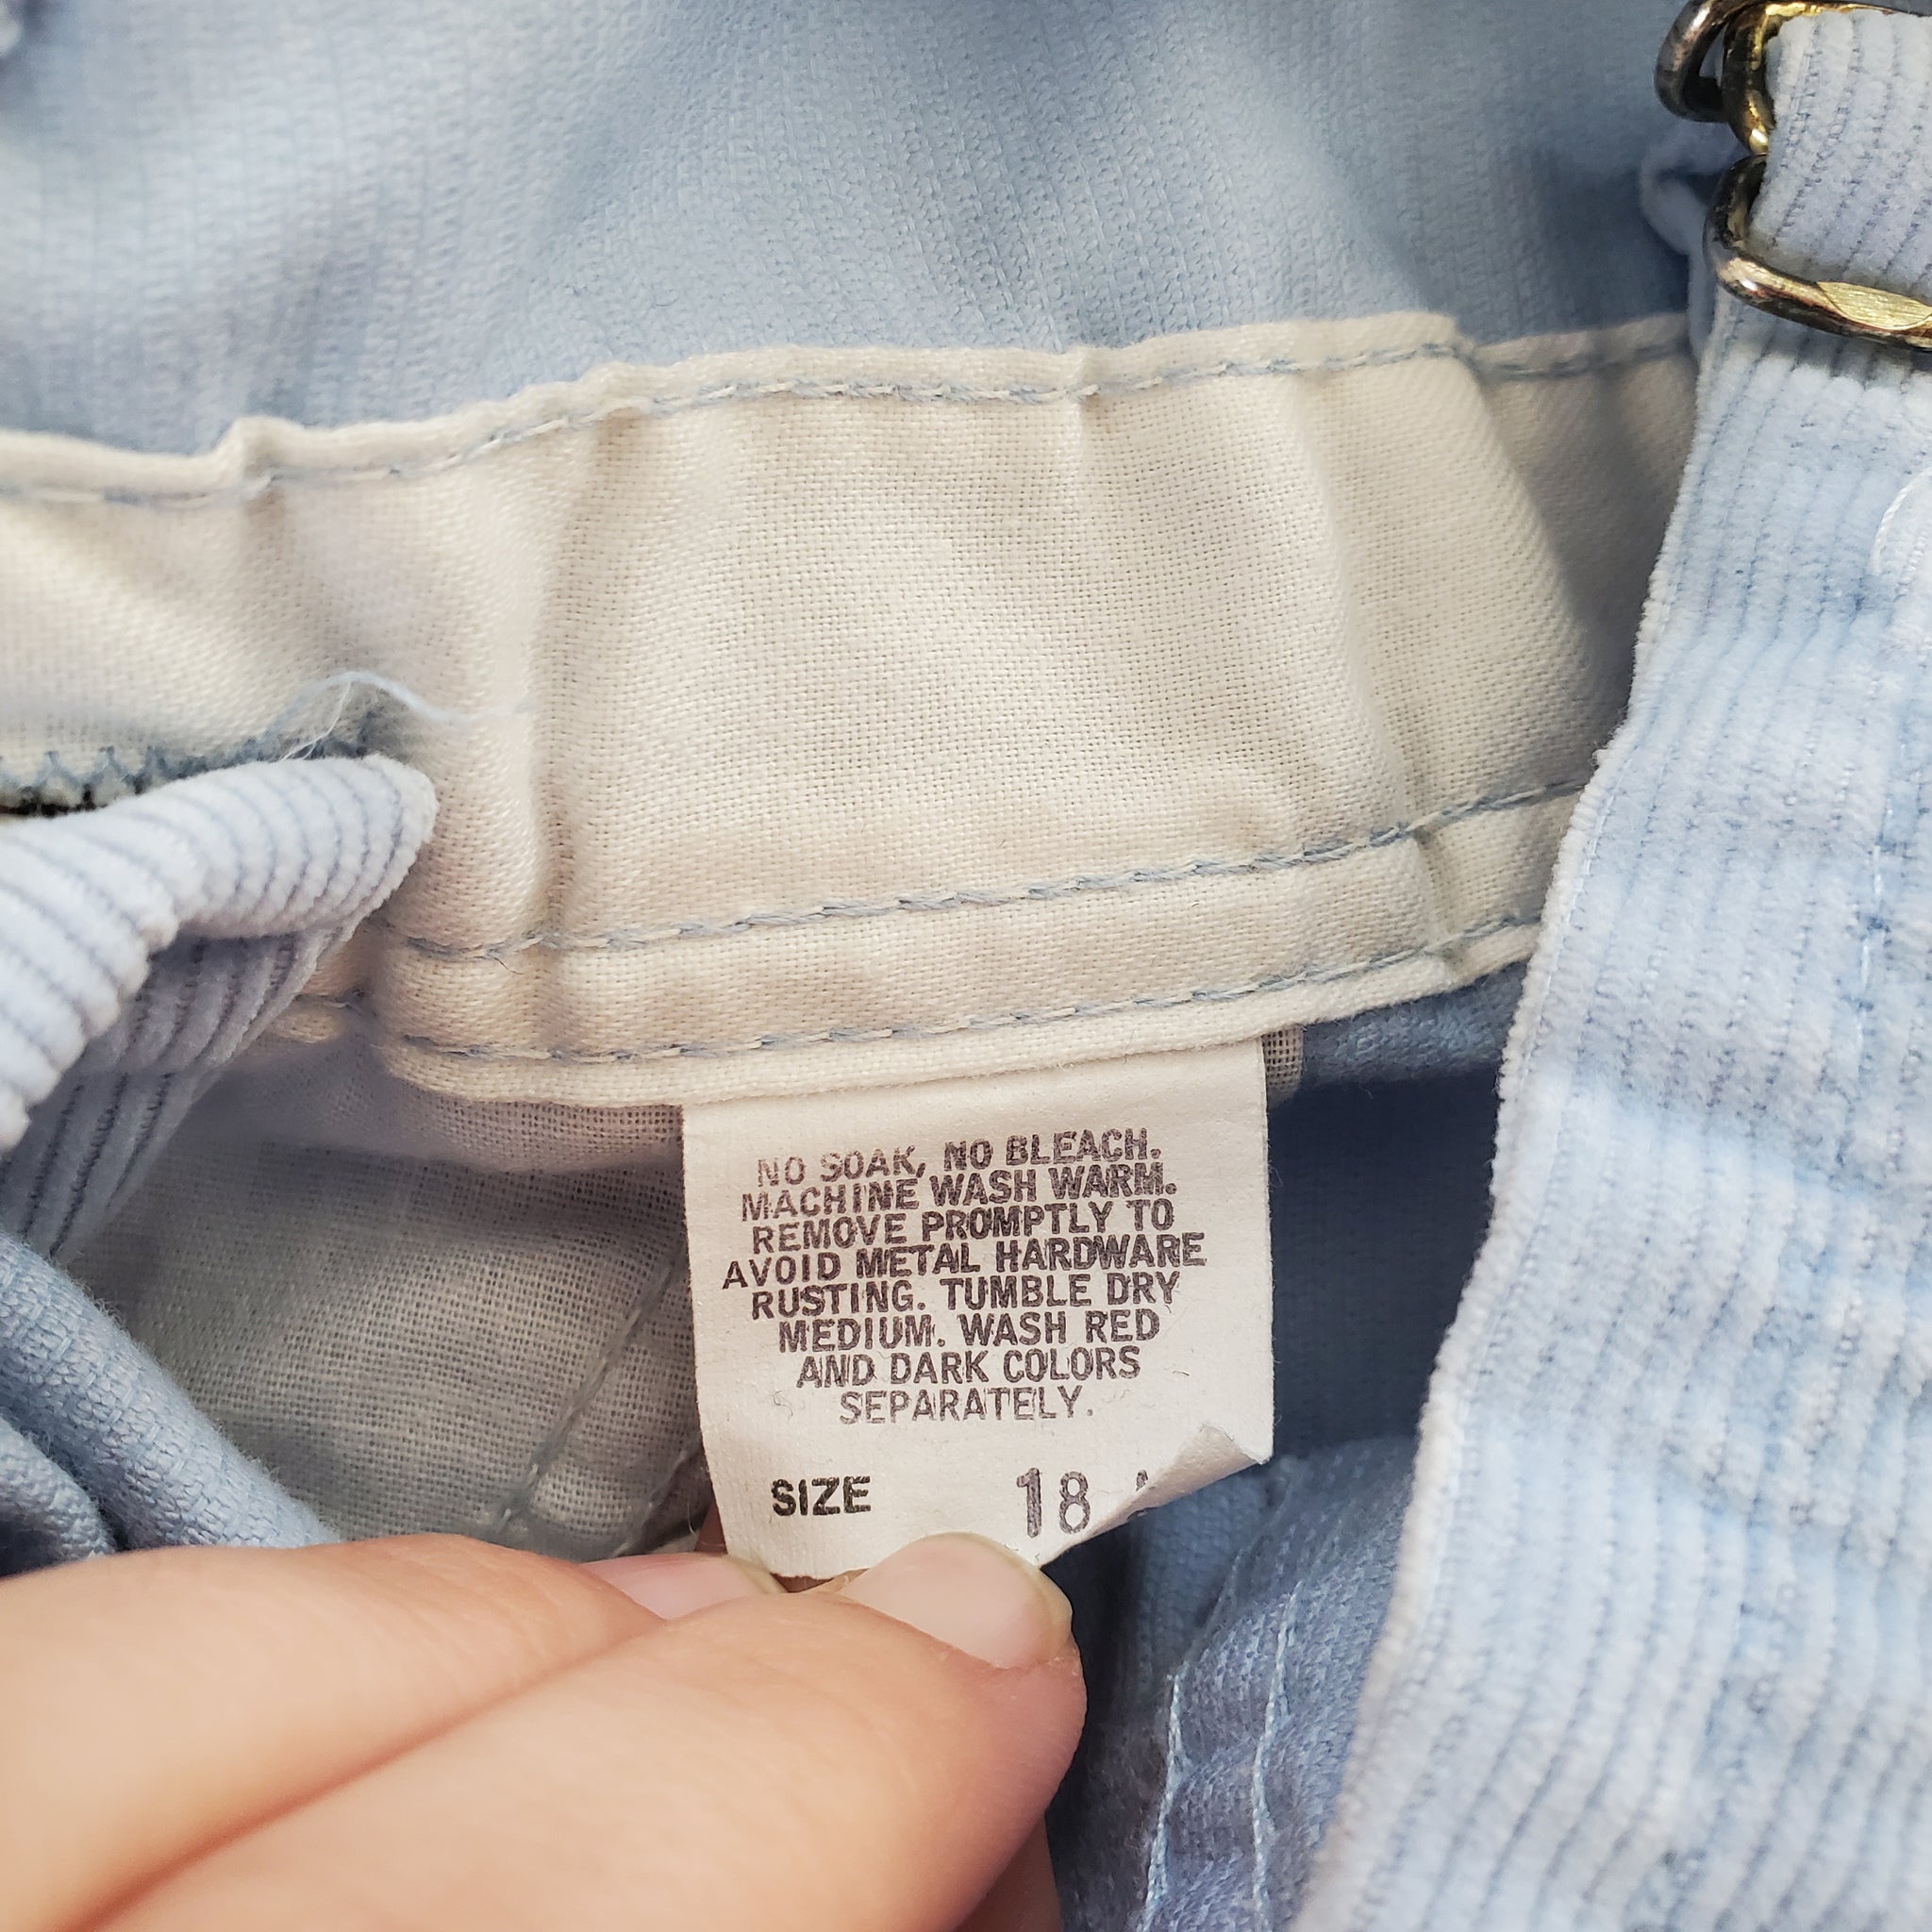 NO SOAK, NO BLEACH.
MACHINE WASH WARM.
REMOVE PROMPTLY TO
AVOID METAL HARDWARE
RUSTING. TUMBLE DRY
MEDIUM. WASH RED
AND DARK COLORS
SEPARATELY.
SIZE 18